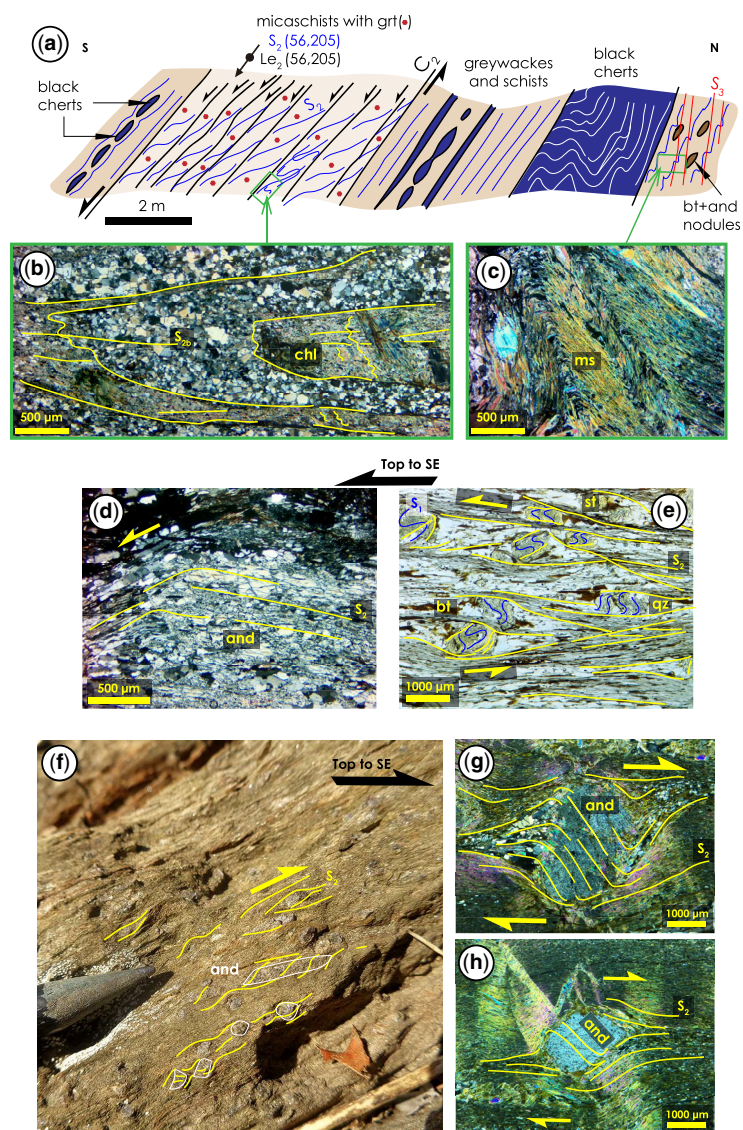 (a)
S
micaschists with grt( )
S2 (56,205)
Le2 (56,205)
C2
greywackes
and schists
black
cherts
N
black
cherts
S2
S3
2 m
bt+and
nodules
(b)
S2b
chl
500 µm
(c)
ms
500 µm
Top to SE
(d)
S2
and
500 µm
(e)
S1
st
S2
bt
qz
1000 µm
(f)
Top to SE
S2
and
(g)
and
S2
1000 µm
(h)
S2
and
1000 µm